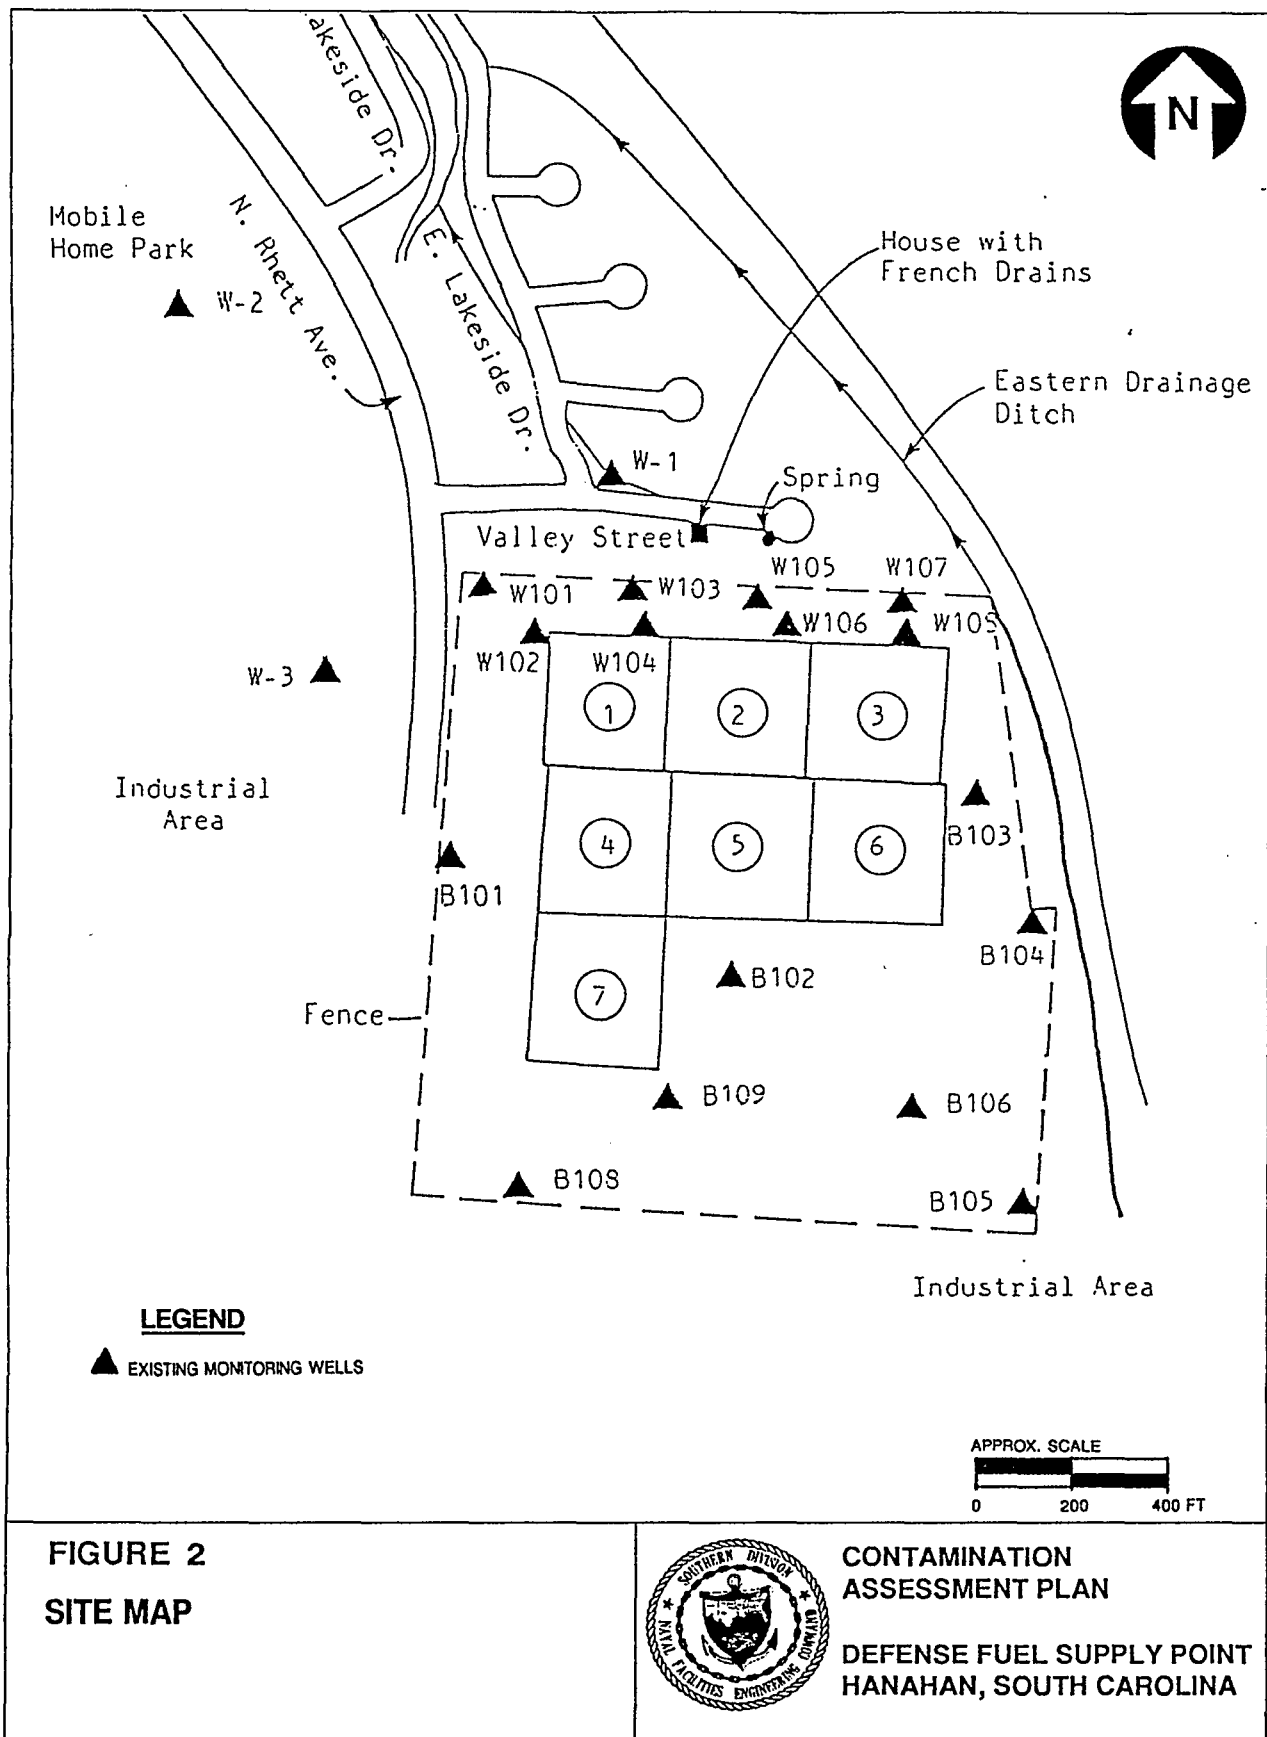 Lakeside Dr.
N
Mobile
Home Park
N. Rhett Ave.
W-2
E. Lakeside Dr.
House with
French Drains
Eastern Drainage
Ditch
W-1
Spring
Valley Street
W105
W107
W101
W103
W106
W108
W102
W104
W-3
1
2
3
Industrial
Area
B103
4
5
6
B101
B104
B102
7
Fence
B109
B106
B108
B105
Industrial Area
LEGEND
EXISTING MONITORING WELLS
APPROX. SCALE
0 200 400 FT
FIGURE 2
SITE MAP
SOUTHERN DIVISION
NAVAL FACILITIES ENGINEERING COMMAND
CONTAMINATION
ASSESSMENT PLAN
DEFENSE FUEL SUPPLY POINT
HANAHAN, SOUTH CAROLINA